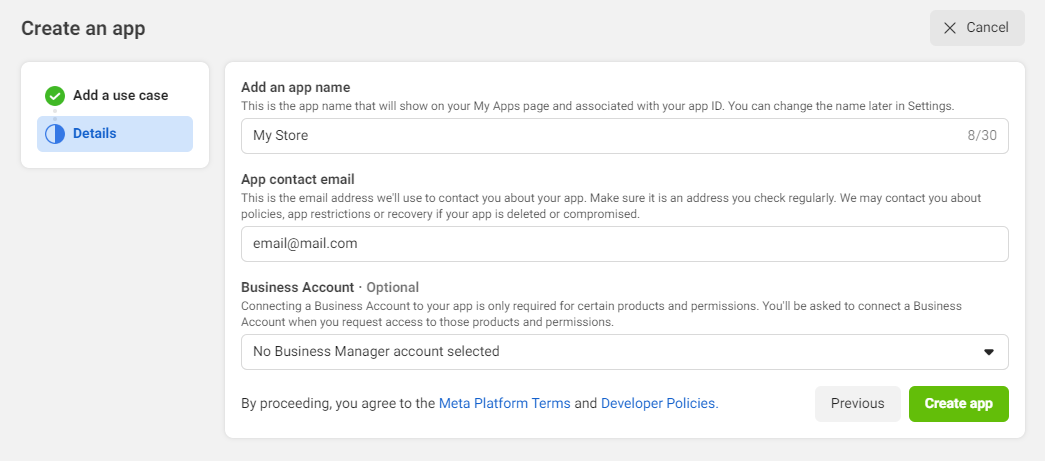 Create an app
Cancel
Add a use case
Details
Add an app name
This is the app name that will show on your My Apps page and associated with your app ID. You can change the name later in Settings.
My Store
8/30
App contact email
This is the email address we'll use to contact you about your app. Make sure it is an address you check regularly. We may contact you about
policies, app restrictions or recovery if your app is deleted or compromised.
email@mail.com
Business Account · Optional
Connecting a Business Account to your app is only required for certain products and permissions. You'll be asked to connect a Business
Account when you request access to those products and permissions.
No Business Manager account selected
By proceeding, you agree to the Meta Platform Terms and Developer Policies.
Previous
Create app